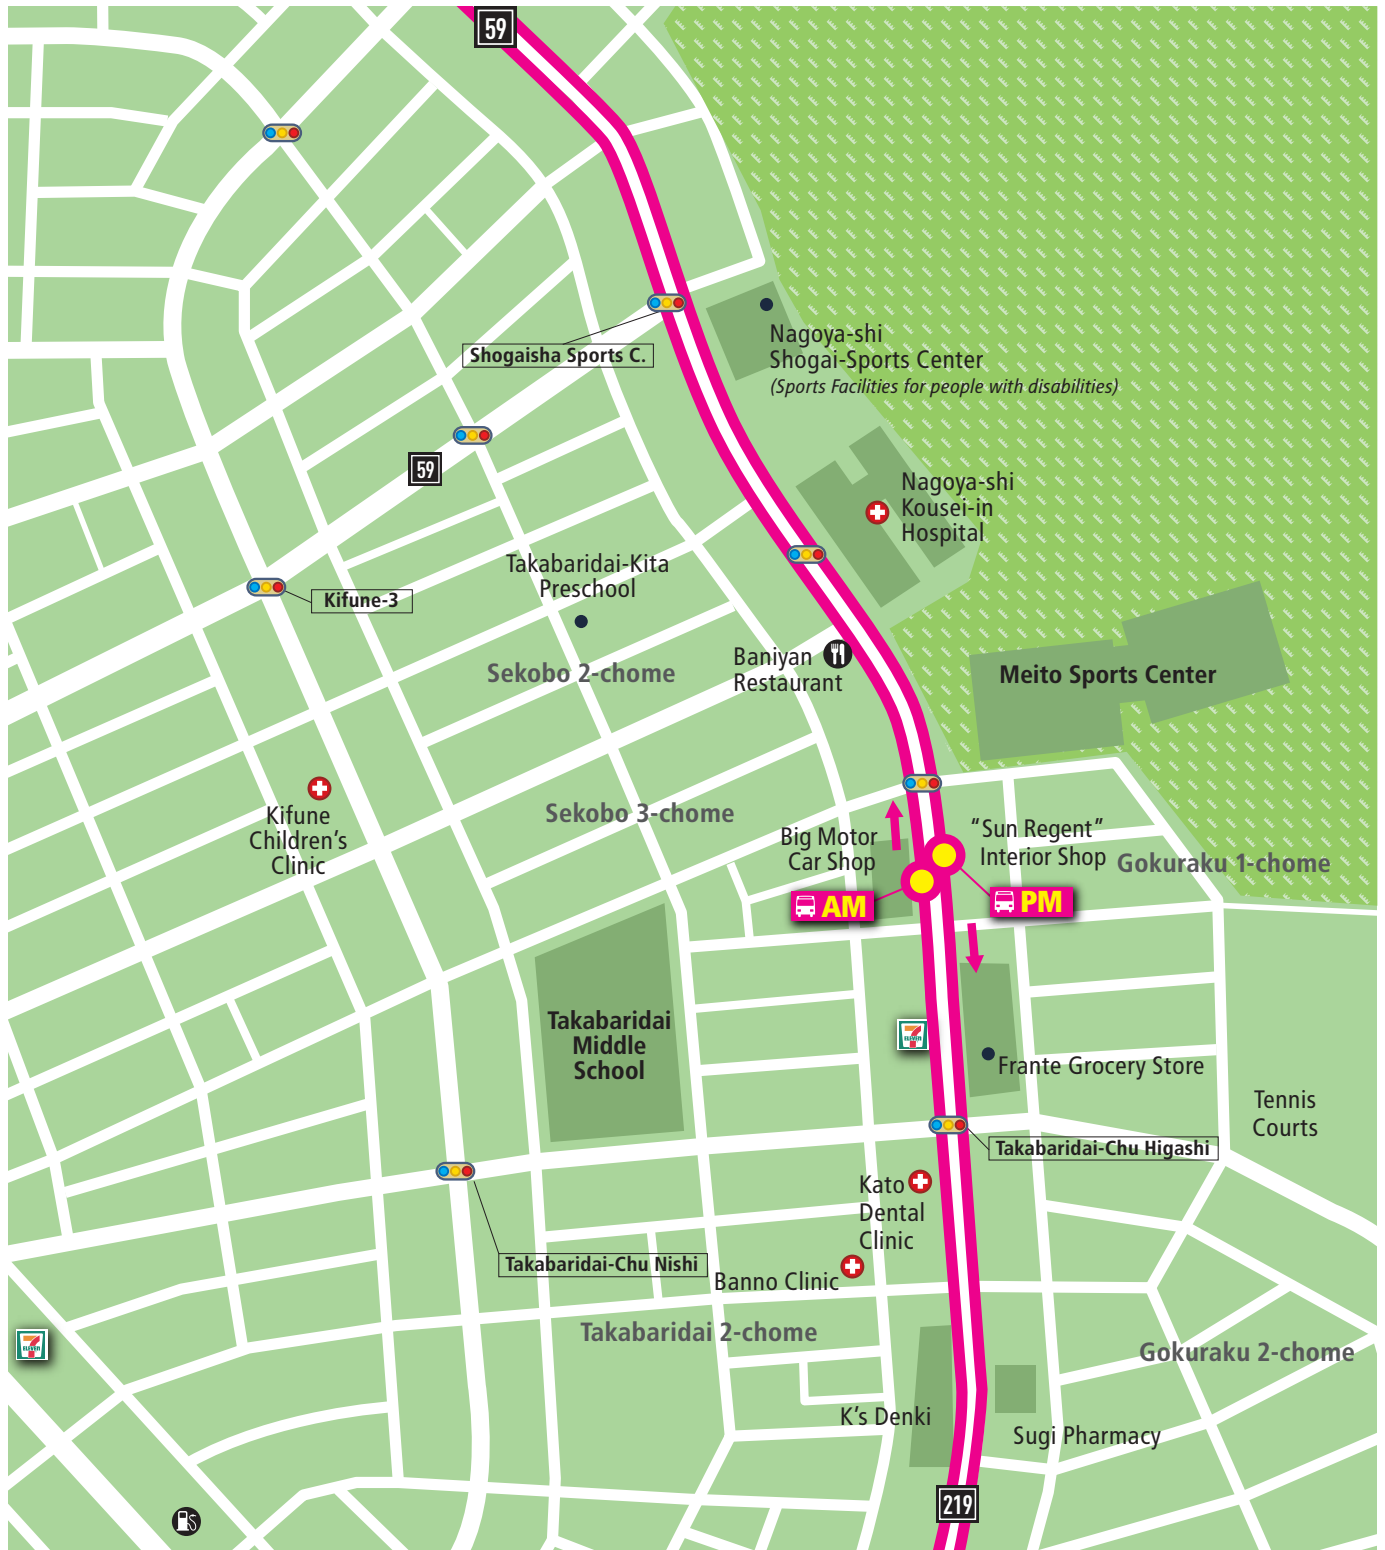 59
Nagoya-shi
Shogai-Sports Center
(Sports Facilities for people with disabilities)
Shogaisha Sports C.
59
Nagoya-shi
Kousei-in
Hospital
Takabaridai-Kita
Preschool
Kifune-3
Baniyan
Restaurant
Sekobo 2-chome
Meito Sports Center
Kifune
Children's
Clinic
Sekobo 3-chome
Big Motor
Car Shop
“Sun Regent”
Interior Shop
Gokuraku 1-chome
AM
PM
Takabaridai
Middle
School
7
ELEVEN
Frante Grocery Store
Tennis
Courts
Takabaridai-Chu Higashi
Kato
Dental
Clinic
Takabaridai-Chu Nishi
Banno Clinic
Takabaridai 2-chome
7
ELEVEN
Gokuraku 2-chome
K's Denki
Sugi Pharmacy
219